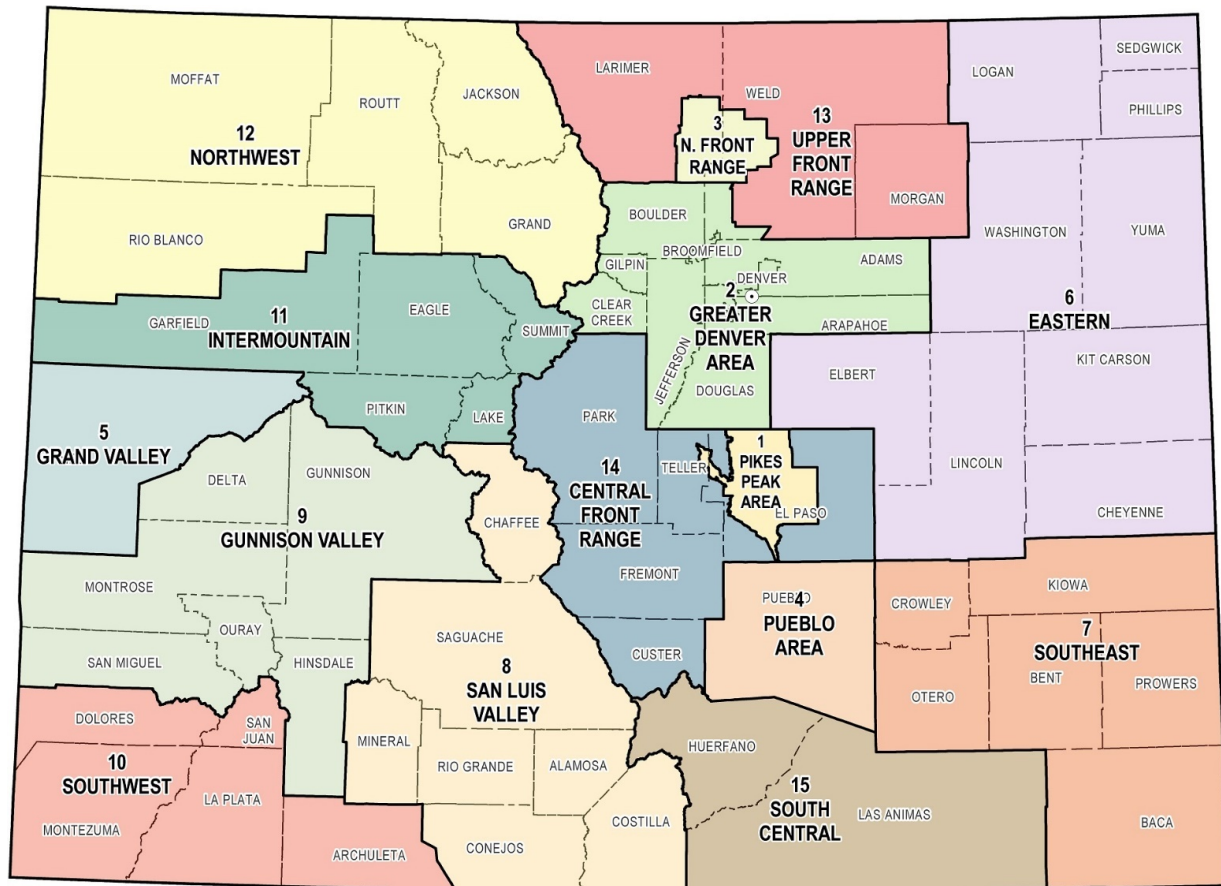 MOFFAT
ROUTT
JACKSON
12
NORTHWEST
GRAND
RIO BLANCO
LARIMER
WELD
3
N. FRONT
RANGE
13
UPPER
FRONT
RANGE
MORGAN
LOGAN
SEDGWICK
PHILLIPS
WASHINGTON
YUMA
6
EASTERN
KIT CARSON
ELBERT
LINCOLN
CHEYENNE
BOULDER
BROOMFIELD
GILPIN
ADAMS
DENVER
CLEAR
CREEK
2
GREATER
DENVER
AREA
ARAPAHOE
JEFFERSON
DOUGLAS
GARFIELD
11
INTERMOUNTAIN
EAGLE
SUMMIT
PITKIN
LAKE
5
GRAND VALLEY
DELTA
GUNNISON
9
GUNNISON VALLEY
MONTROSE
OURAY
SAN MIGUEL
HINSDALE
PARK
TELLER
1
PIKES
PEAK
AREA
EL PASO
14
CENTRAL
FRONT
RANGE
FREMONT
CUSTER
CHAFFEE
SAGUACHE
8
SAN LUIS
VALLEY
MINERAL
RIO GRANDE
ALAMOSA
CONEJOS
COSTILLA
PUEBLO
4
PUEBLO
AREA
CROWLEY
KIOWA
7
SOUTHEAST
OTERO
BENT
PROWERS
BACA
DOLORES
SAN
JUAN
10
SOUTHWEST
MONTEZUMA
LA PLATA
ARCHULETA
HUERFANO
15
SOUTH
CENTRAL
LAS ANIMAS